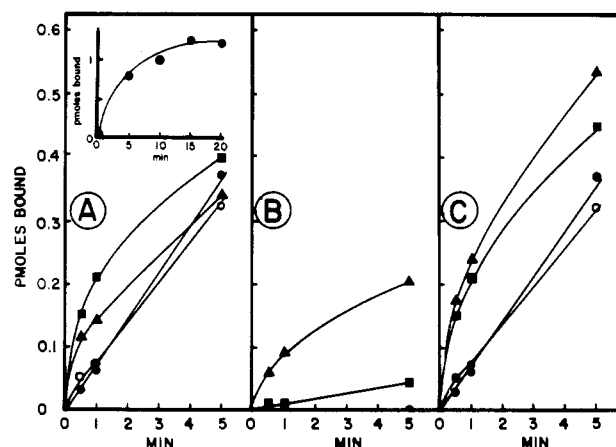 0.6
0.5
0.4
0.3
0.2
0.1
0
PMOLES BOUND
pmoles bound
1
0
0 5 10 15 20
min
A
B
C
0 1 2 3 4 5
0 1 2 3 4 5
0 1 2 3 4 5
MIN
MIN
MIN